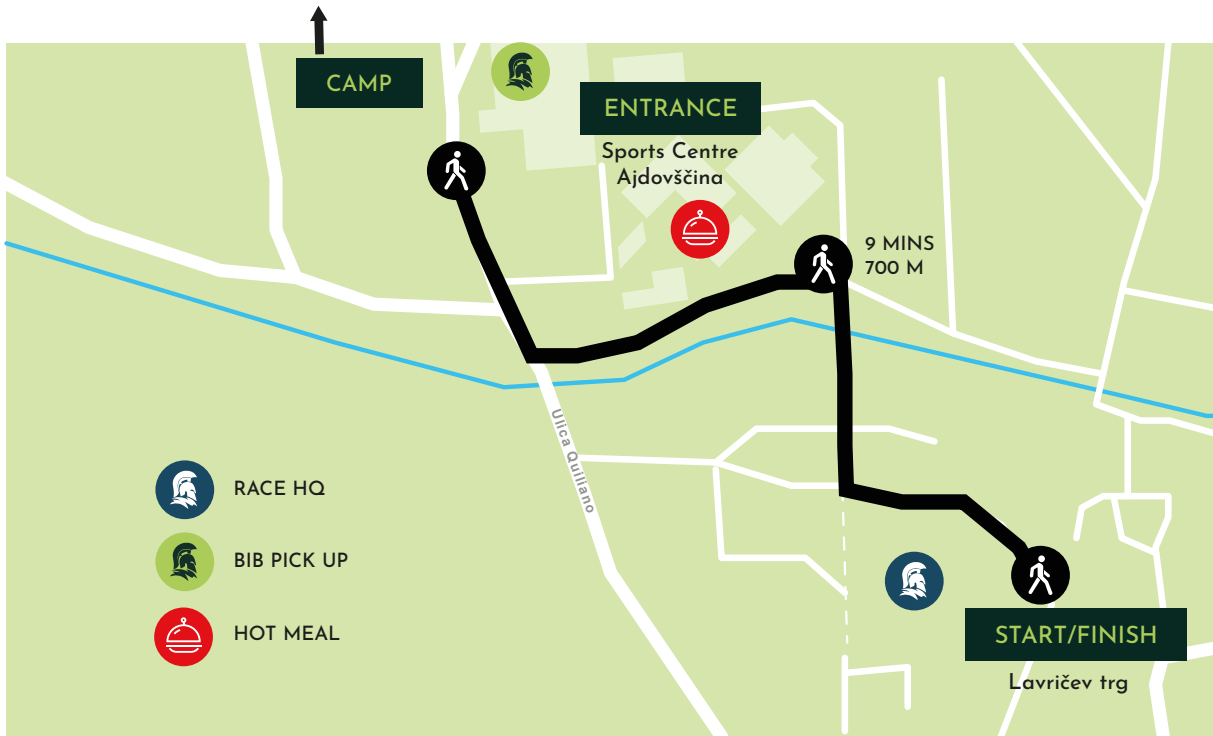 CAMP
ENTRANCE
Sports Centre
Ajdovščina
9 MINS
700 M
Ulica Quiliano
RACE HQ
BIB PICK UP
HOT MEAL
START/FINISH
Lavričev trg